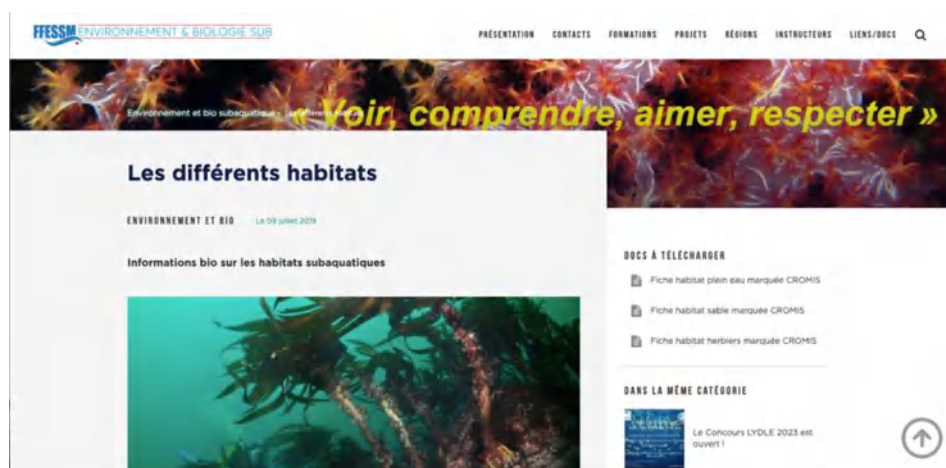 FFESSM ENVIRONNEMENT & BIOLOGIE SUB
PRÉSENTATION CONTACTS FORMATIONS PROJETS RÉGIONS INSTRUCTEURS LIENS/DOCS
Environnement et bio subaquatique - Les différents habitats
Voir, comprendre, aimer, respecter »
Les différents habitats
ENVIRONNEMENT ET BIO Le 09 juillet 2019
Informations bio sur les habitats subaquatiques
DOCS À TÉLÉCHARGER
Fiche habitat plein eau marquée CROMIS
Fiche habitat sable marquée CROMIS
Fiche habitat herbiers marquée CROMIS
DANS LA MÊME CATÉGORIE
Le Concours LYDLE 2023 est
ouvert !